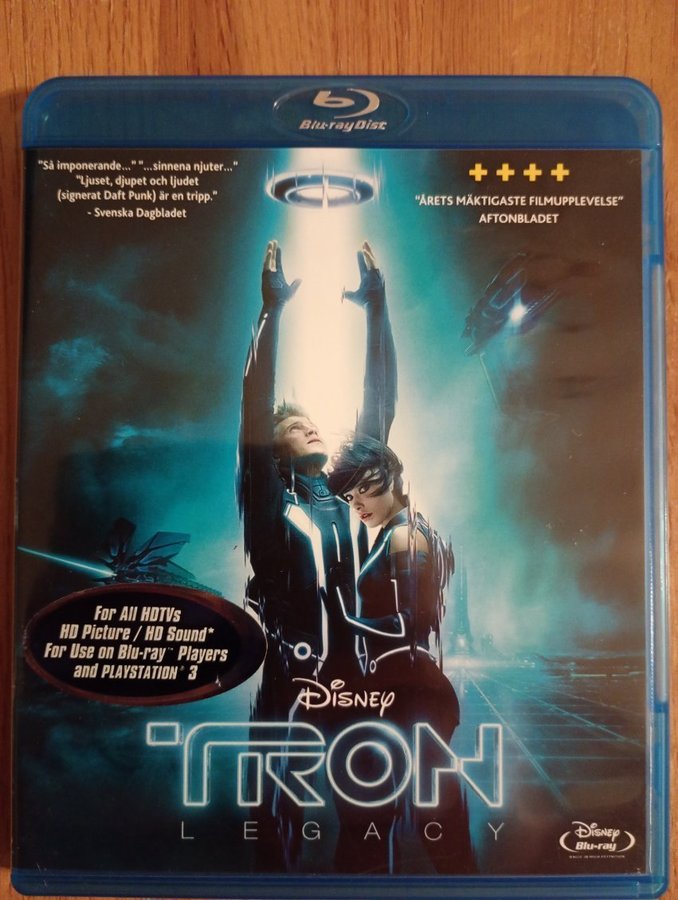 Blu-ray Disc
"Så imponerande..." "...sinnena njuter..."
"Ljuset, djupet och ljudet
(signerat Daft Punk) är en tripp."
- Svenska Dagbladet
++++
"ÅRETS MÄKTIGASTE FILMUPPLEVELSE"
AFTONBLADET
For All HDTVs
HD Picture / HD Sound*
For Use on Blu-ray™ Players
and PLAYSTATION® 3
DISNEY
TRON
LEGACY
DISNEY
Blu-ray